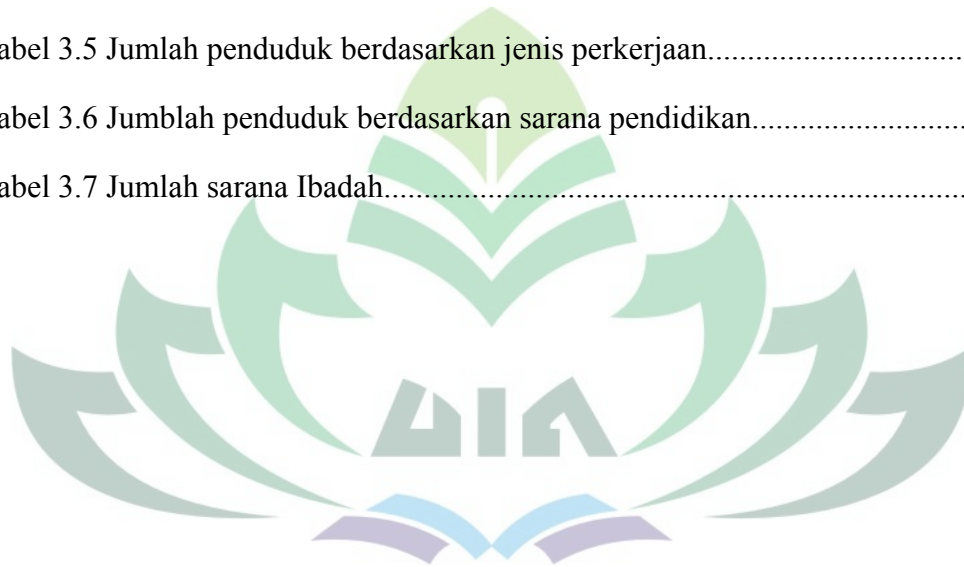 abel 3.5 Jumlah penduduk berdasarkan jenis perkerjaan................................
abel 3.6 Jumblah penduduk berdasarkan sarana pendidikan...........................
abel 3.7 Jumlah sarana Ibadah.........................................................................
UIN